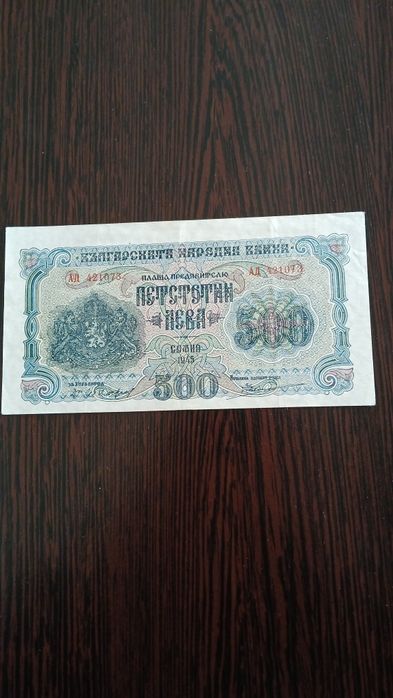 БЪЛГАРСКАТА НАРОДНА БАНКА
АД 421073
ПЛАЩА ПРЕДЯВИТЕЛЮ
АД 421073
ПЕТСТОТИН
ЛЕВА
500
СОФИЯ
1945
500